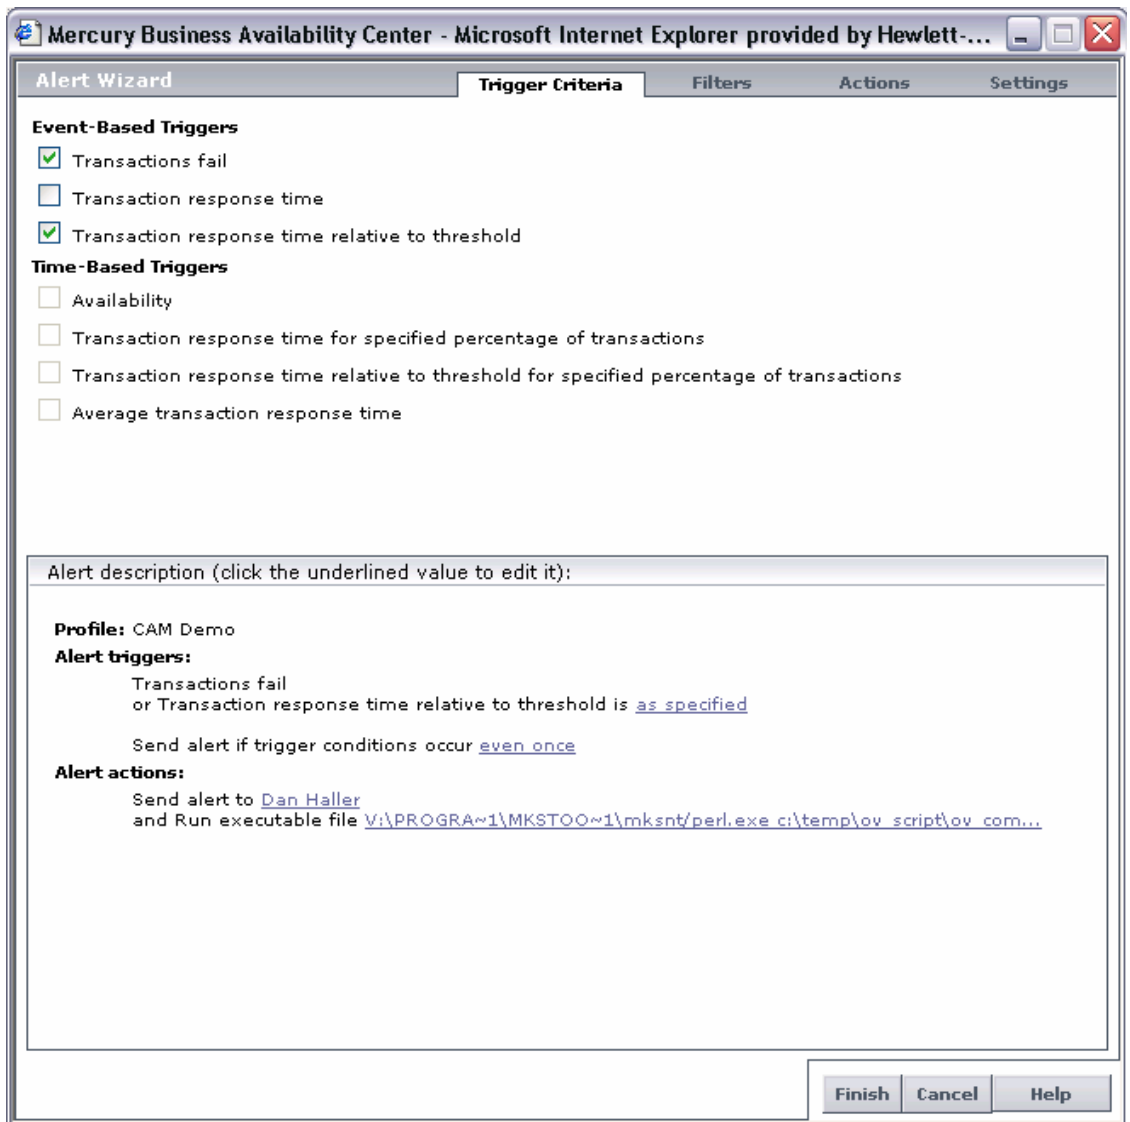 Mercury Business Availability Center - Microsoft Internet Explorer provided by Hewlett-...
Alert Wizard
Trigger Criteria
Filters
Actions
Settings
Event-Based Triggers
Transactions fail
Transaction response time
Transaction response time relative to threshold
Time-Based Triggers
Availability
Transaction response time for specified percentage of transactions
Transaction response time relative to threshold for specified percentage of transactions
Average transaction response time
Alert description (click the underlined value to edit it):
Profile: CAM Demo
Alert triggers:
Transactions fail
or Transaction response time relative to threshold is as specified
Send alert if trigger conditions occur even once
Alert actions:
Send alert to Dan Haller
and Run executable file V:\PROGRA~1\MKSTOO~1\mksnt/perl.exe c:\temp\ov_script\ov_com...
Finish
Cancel
Help